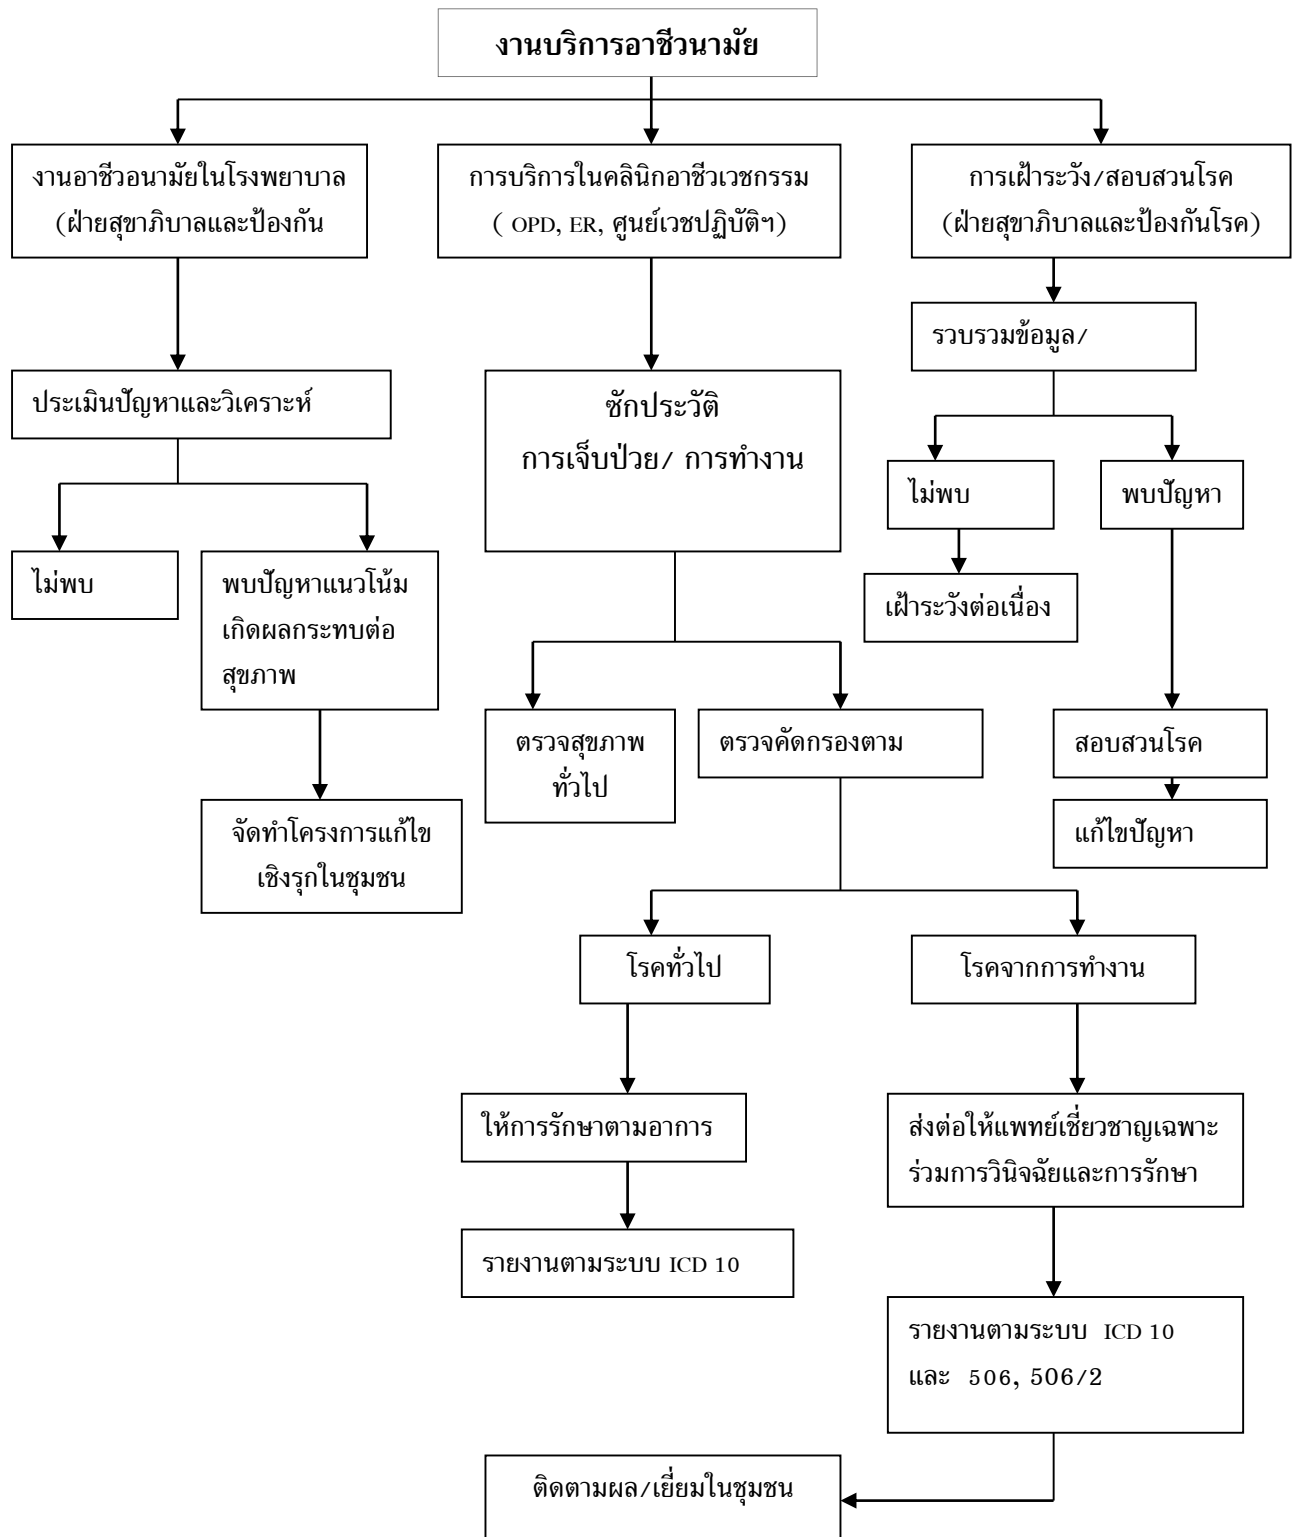 งานบริการอาชีวนามัย
งานอาชีวอนามัยในโรงพยาบาล
(ฝ่ายสุขาภิบาลและป้องกัน
การบริการในคลินิกอาชีวเวชกรรม
( OPD, ER, ศูนย์เวชปฏิบัติฯ)
การเฝ้าระวัง/สอบสวนโรค
(ฝ่ายสุขาภิบาลและป้องกันโรค)
รวบรวมข้อมูล/
ประเมินปัญหาและวิเคราะห์
ซักประวัติ
การเจ็บป่วย/ การทำงาน
ไม่พบ
พบปัญหา
ไม่พบ
พบปัญหาแนวโน้ม
เกิดผลกระทบต่อ
สุขภาพ
เฝ้าระวังต่อเนื่อง
ตรวจสุขภาพ
ทั่วไป
ตรวจคัดกรองตาม
สอบสวนโรค
จัดทำโครงการแก้ไข
เชิงรุกในชุมชน
แก้ไขปัญหา
โรคทั่วไป
โรคจากการทำงาน
ให้การรักษาตามอาการ
ส่งต่อให้แพทย์เชี่ยวชาญเฉพาะ
ร่วมการวินิจฉัยและการรักษา
รายงานตามระบบ ICD 10
รายงานตามระบบ ICD 10
และ 506, 506/2
ติดตามผล/เยี่ยมในชุมชน